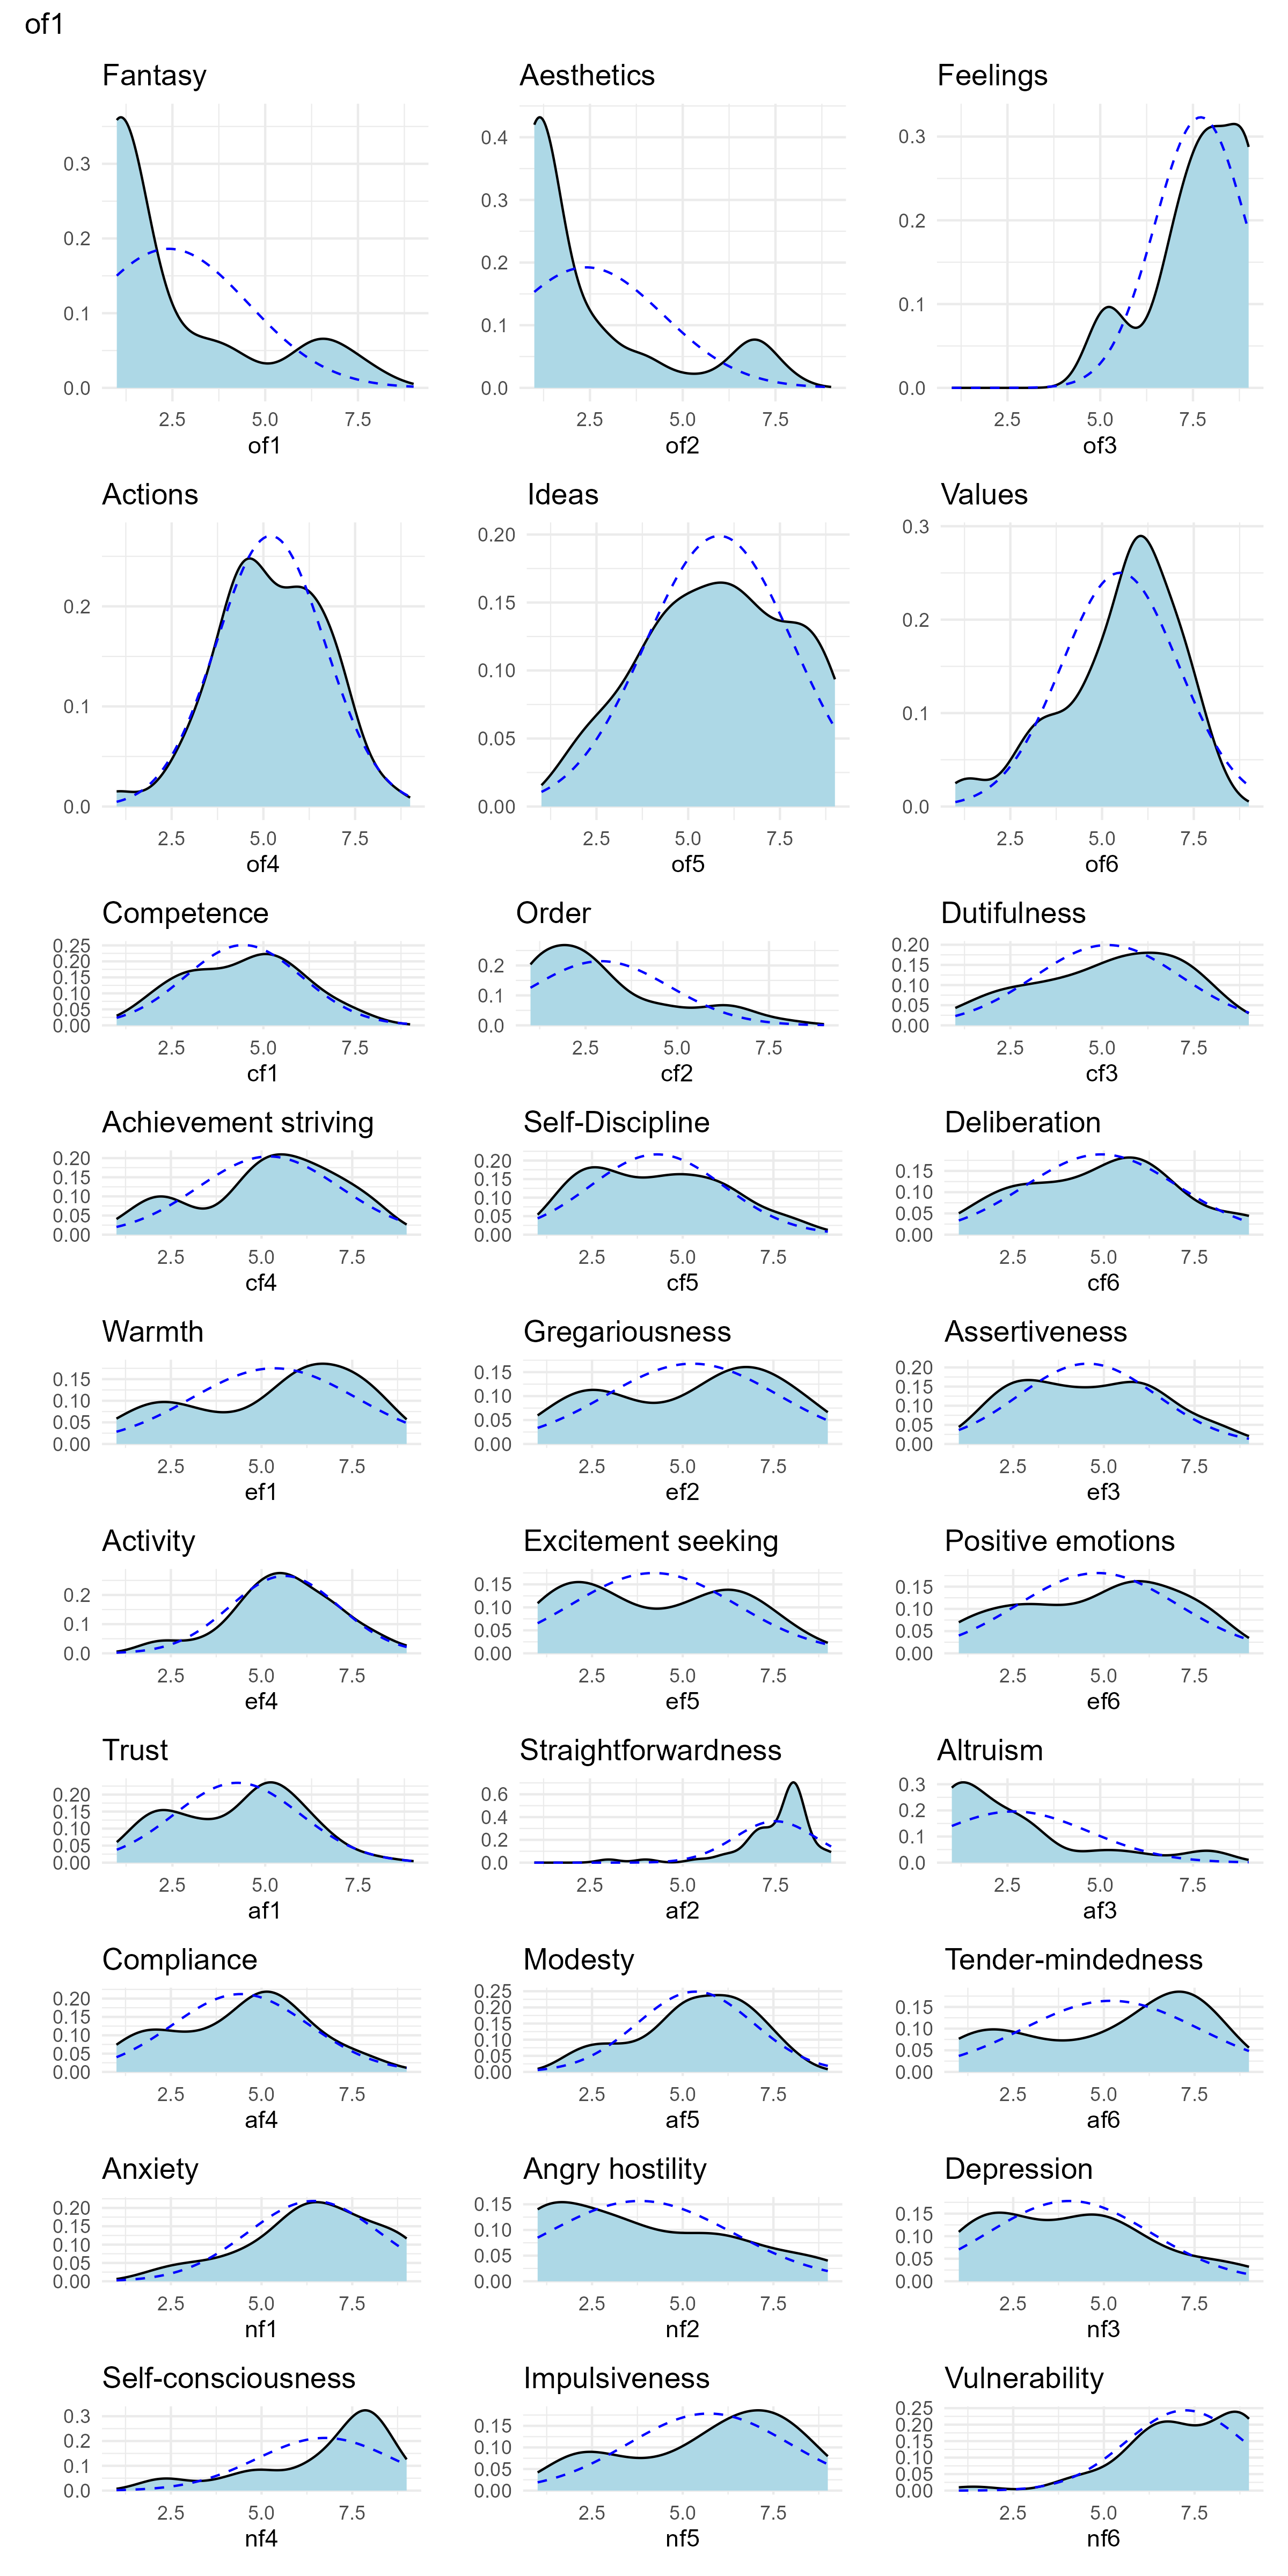 of1
Fantasy Aesthetics Feelings
0.3 0.4 0.3
0.3
0.2 0.2 0.2
0.1 0.1 0.1
0.0 0.0 0.0
2.5 5.0 7.5 2.5 5.0 7.5 2.5 5.0 7.5
of1 of2 of3
Actions Ideas Values
0.20 0.3
0.2 0.15 0.2
0.10
0.1 0.05 0.1
0.0 0.00 0.0
2.5 5.0 7.5 2.5 5.0 7.5 2.5 5.0 7.5
of4 of5 of6
Competence Order Dutifulness
0.25 0.20
0.20 0.2 0.15
0.15
0.10 0.1 0.10
0.05 0.05
0.00 0.0 0.00
2.5 5.0 7.5 2.5 5.0 7.5 2.5 5.0 7.5
cf1 cf2 cf3
Achievement striving Self-Discipline Deliberation
0.20 0.20
0.15 0.15 0.15
0.10 0.10 0.10
0.05 0.05 0.05
0.00 0.00 0.00
2.5 5.0 7.5 2.5 5.0 7.5 2.5 5.0 7.5
cf4 cf5 cf6
Warmth Gregariousness Assertiveness
0.20
0.15 0.15 0.15
0.10 0.10 0.10
0.05 0.05 0.05
0.00 0.00 0.00
2.5 5.0 7.5 2.5 5.0 7.5 2.5 5.0 7.5
ef1 ef2 ef3
Activity Excitement seeking Positive emotions
0.2 0.15 0.15
0.10 0.10
0.1 0.05 0.05
0.0 0.00 0.00
2.5 5.0 7.5 2.5 5.0 7.5 2.5 5.0 7.5
ef4 ef5 ef6
Trust Straightforwardness Altruism
0.20 0.6 0.3
0.15 0.4 0.2
0.10
0.05 0.2 0.1
0.00 0.0 0.0
2.5 5.0 7.5 2.5 5.0 7.5 2.5 5.0 7.5
af1 af2 af3
Compliance Modesty Tender-mindedness
0.25
0.20 0.20 0.15
0.15 0.15
0.10 0.10 0.10
0.05 0.05 0.05
0.00 0.00 0.00
2.5 5.0 7.5 2.5 5.0 7.5 2.5 5.0 7.5
af4 af5 af6
Anxiety Angry hostility Depression
0.20 0.15 0.15
0.15
0.10 0.10 0.10
0.05 0.05 0.05
0.00 0.00 0.00
2.5 5.0 7.5 2.5 5.0 7.5 2.5 5.0 7.5
nf1 nf2 nf3
Self-consciousness Impulsiveness Vulnerability
0.25
0.3 0.15 0.20
0.2 0.10 0.15
0.10
0.1 0.05 0.05
0.0 0.00 0.00
2.5 5.0 7.5 2.5 5.0 7.5 2.5 5.0 7.5
nf4 nf5 nf6